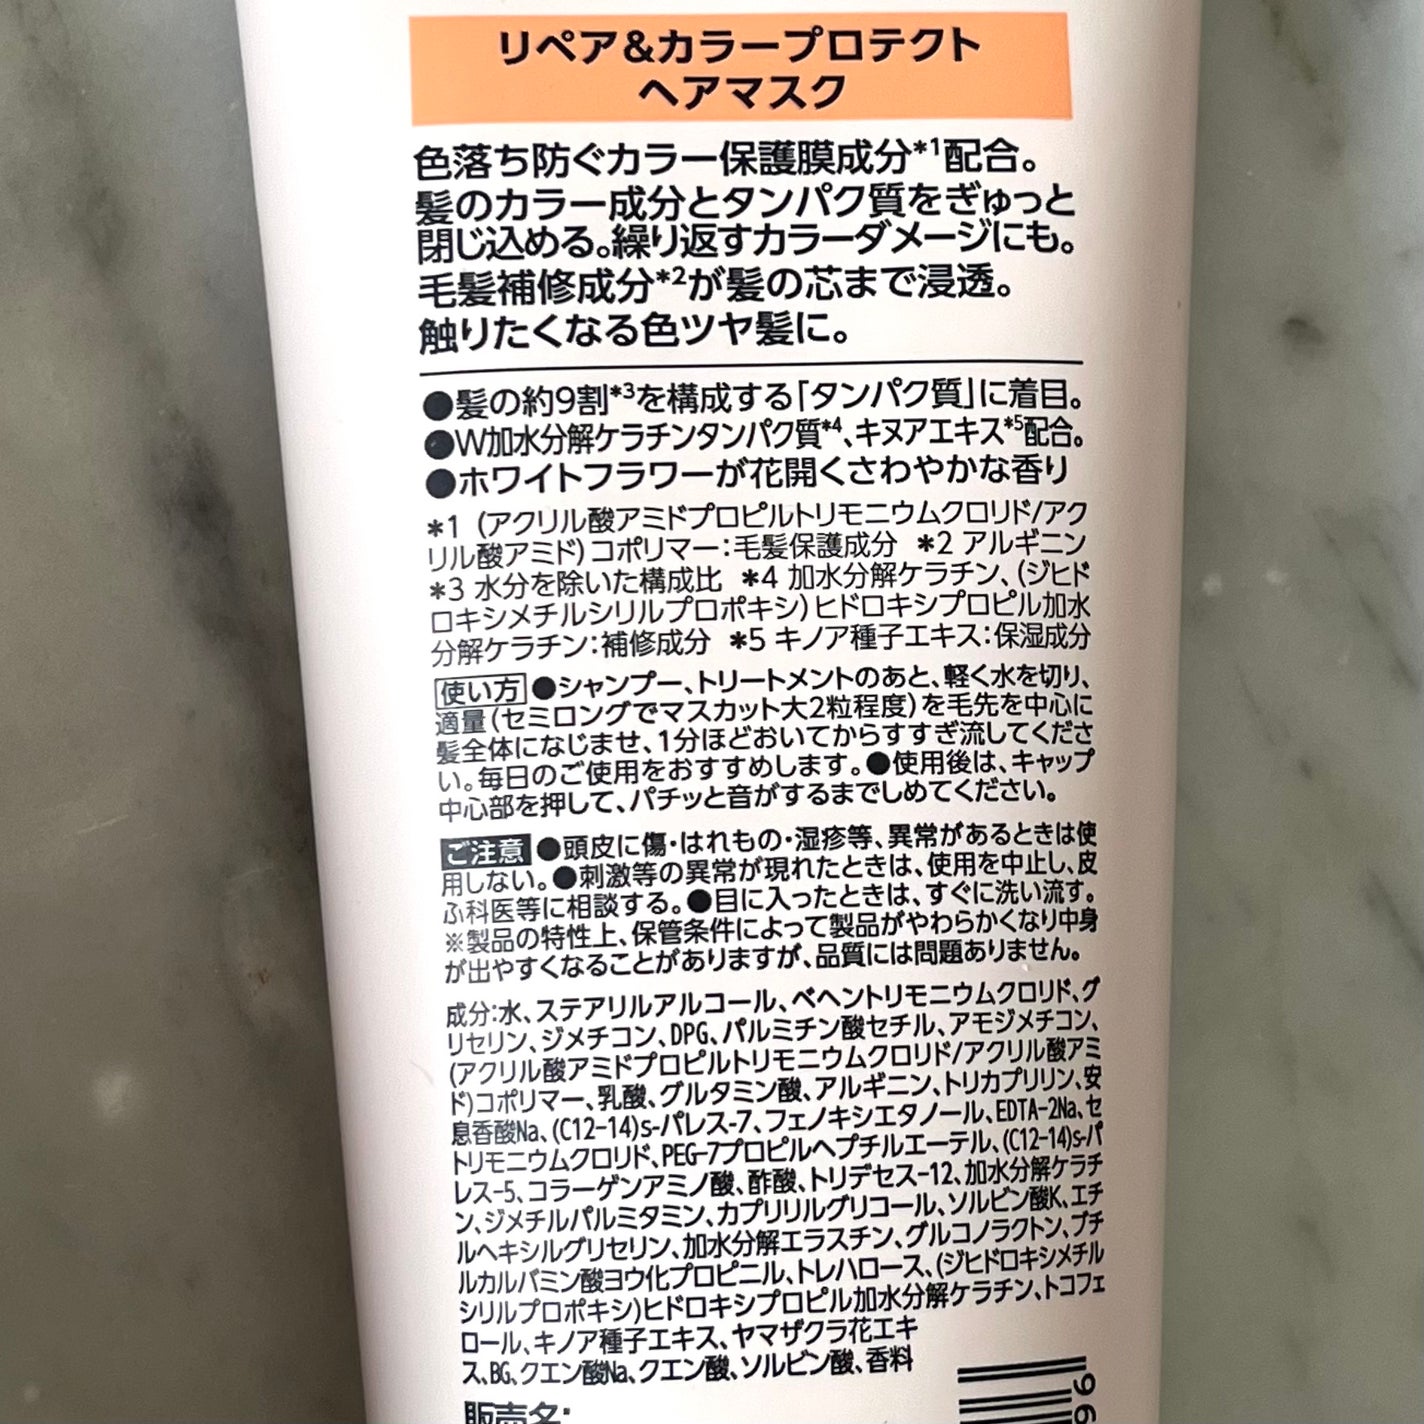 リペア&カラープロテクト
ヘアマスク
色落ち防ぐカラー保護膜成分*1配合。
髪のカラー成分とタンパク質をぎゅっと
閉じ込める。繰り返すカラーダメージにも。
毛髪補修成分*2が髪の芯まで浸透。
触りたくなる色ツヤ髪に。
●髪の約9割*3を構成する「タンパク質」に着目。
●W加水分解ケラチンタンパク質*4、キヌアエキス*5配合。
●ホワイトフラワーが花開くさわやかな香り
*1 (アクリル酸アミドプロピルトリモニウムクロリド/アク
リル酸アミド)コポリマー:毛髪保護成分 *2 アルギニン
*3 水分を除いた構成比 *4 加水分解ケラチン、(ジヒド
ロキシメチルシリルプロポキシ)ヒドロキシプロピル加水
分解ケラチン:補修成分 *5 キノア種子エキス:保湿成分
使い方 ●シャンプー、トリートメントのあと、軽く水を切り、
適量(セミロングでマスカット大2粒程度)を毛先を中心に
髪全体になじませ、1分ほどおいてからすすぎ流してくださ
い。毎日のご使用をおすすめします。●使用後は、キャップ
中心部を押して、パチッと音がするまでしめてください。
ご注意 ●頭皮に傷・はれもの・湿疹等、異常があるときは使
用しない。●刺激等の異常が現れたときは、使用を中止し、皮
ふ科医等に相談する。●目に入ったときは、すぐに洗い流す。
※製品の特性上、保管条件によって製品がやわらかくなり中身
が出やすくなることがありますが、品質には問題ありません。
成分:水、ステアリルアルコール、ベヘントリモニウムクロリド、グ
リセリン、ジメチコン、DPG、パルミチン酸セチル、アモジメチコン、
(アクリル酸アミドプロピルトリモニウムクロリド/アクリル酸アミ
ド)コポリマー、乳酸、グルタミン酸、アルギニン、トリカプリリン、安
息香酸Na、(C12-14)s-パレス-7、フェノキシエタノール、EDTA-2Na、セ
トリモニウムクロリド、PEG-7プロピルヘプチルエーテル、(C12-14)s-パ
レス-5、コラーゲンアミノ酸、酢酸、トリデセス-12、加水分解ケラチ
ン、ジメチルパルミタミン、カプリリルグリコール、ソルビン酸K、エチ
ルヘキシルグリセリン、加水分解エラスチン、グルコノラクトン、ブチ
ルカルバミン酸ヨウ化プロピニル、トレハロース、(ジヒドロキシメチル
シリルプロポキシ)ヒドロキシプロピル加水分解ケラチン、トコフェ
ロール、キノア種子エキス、ヤマザクラ花エキ
ス、BG、クエン酸Na、クエン酸、ソルビン酸、香料
販売名:
96